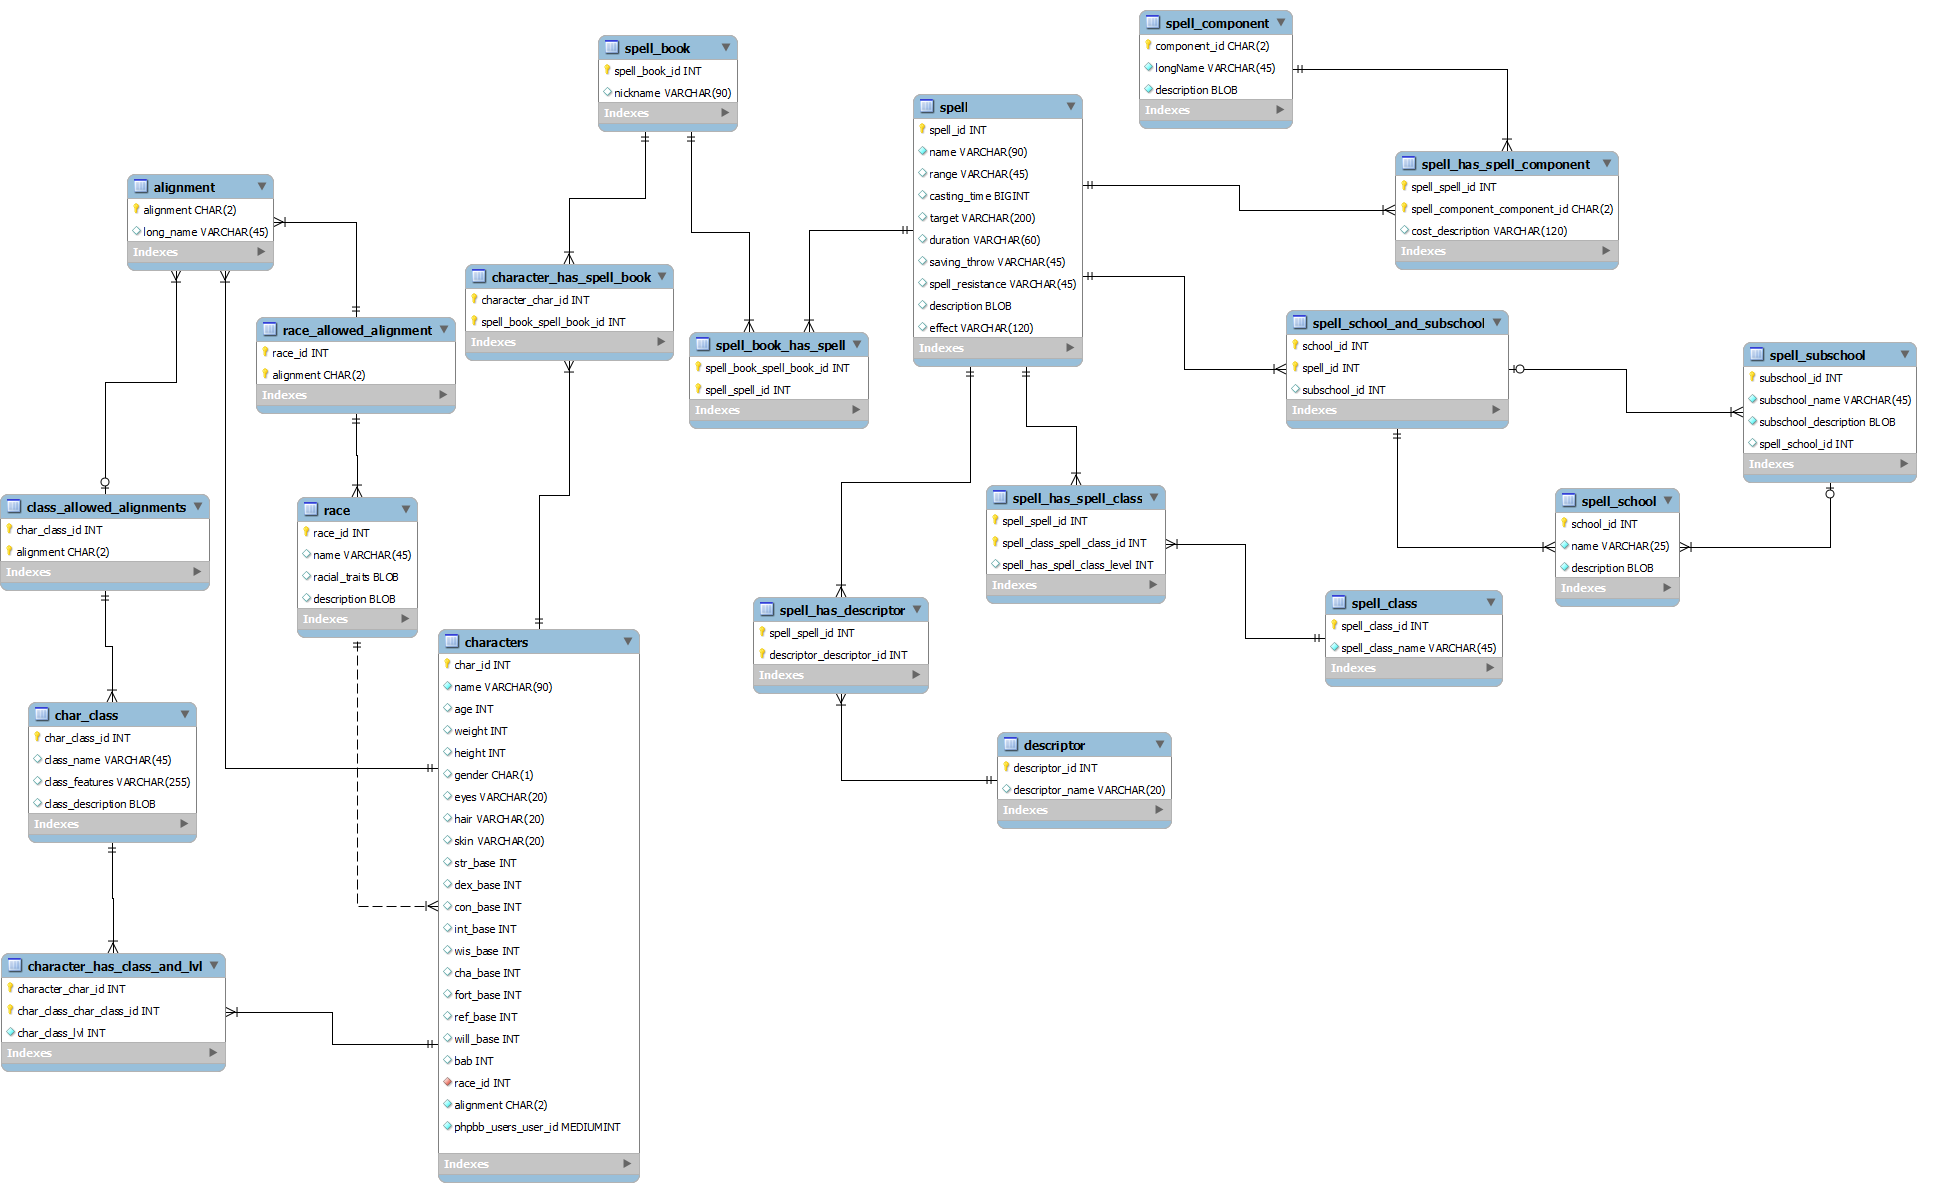 spell_component
component_id CHAR(2)
longName VARCHAR(45)
description BLOB
Indexes
spell_book
spell_book_id INT
nickname VARCHAR(90)
Indexes
spell
spell_id INT
name VARCHAR(90)
range VARCHAR(45)
casting_time BIGINT
target VARCHAR(200)
duration VARCHAR(60)
saving_throw VARCHAR(45)
spell_resistance VARCHAR(45)
description BLOB
effect VARCHAR(120)
Indexes
spell_has_spell_component
spell_spell_id INT
spell_component_component_id CHAR(2)
cost_description VARCHAR(120)
Indexes
alignment
alignment CHAR(2)
long_name VARCHAR(45)
Indexes
character_has_spell_book
character_char_id INT
spell_book_spell_book_id INT
Indexes
race_allowed_alignment
race_id INT
alignment CHAR(2)
Indexes
spell_book_has_spell
spell_book_spell_book_id INT
spell_spell_id INT
Indexes
spell_school_and_subschool
school_id INT
spell_id INT
subschool_id INT
Indexes
spell_subschool
subschool_id INT
subschool_name VARCHAR(45)
subschool_description BLOB
spell_school_id INT
Indexes
class_allowed_alignments
char_class_id INT
alignment CHAR(2)
Indexes
race
race_id INT
name VARCHAR(45)
racial_traits BLOB
description BLOB
Indexes
spell_has_spell_class
spell_spell_id INT
spell_class_spell_class_id INT
spell_has_spell_class_level INT
Indexes
spell_school
school_id INT
name VARCHAR(25)
description BLOB
Indexes
spell_has_descriptor
spell_spell_id INT
descriptor_descriptor_id INT
Indexes
spell_class
spell_class_id INT
spell_class_name VARCHAR(45)
Indexes
characters
char_id INT
name VARCHAR(90)
age INT
weight INT
height INT
gender CHAR(1)
eyes VARCHAR(20)
hair VARCHAR(20)
skin VARCHAR(20)
str_base INT
dex_base INT
con_base INT
int_base INT
wis_base INT
cha_base INT
fort_base INT
ref_base INT
will_base INT
bab INT
race_id INT
alignment CHAR(2)
phpbb_users_user_id MEDIUMINT
Indexes
char_class
char_class_id INT
class_name VARCHAR(45)
class_features VARCHAR(255)
class_description BLOB
Indexes
descriptor
descriptor_id INT
descriptor_name VARCHAR(20)
Indexes
character_has_class_and_lvl
character_char_id INT
char_class_char_class_id INT
char_class_lvl INT
Indexes